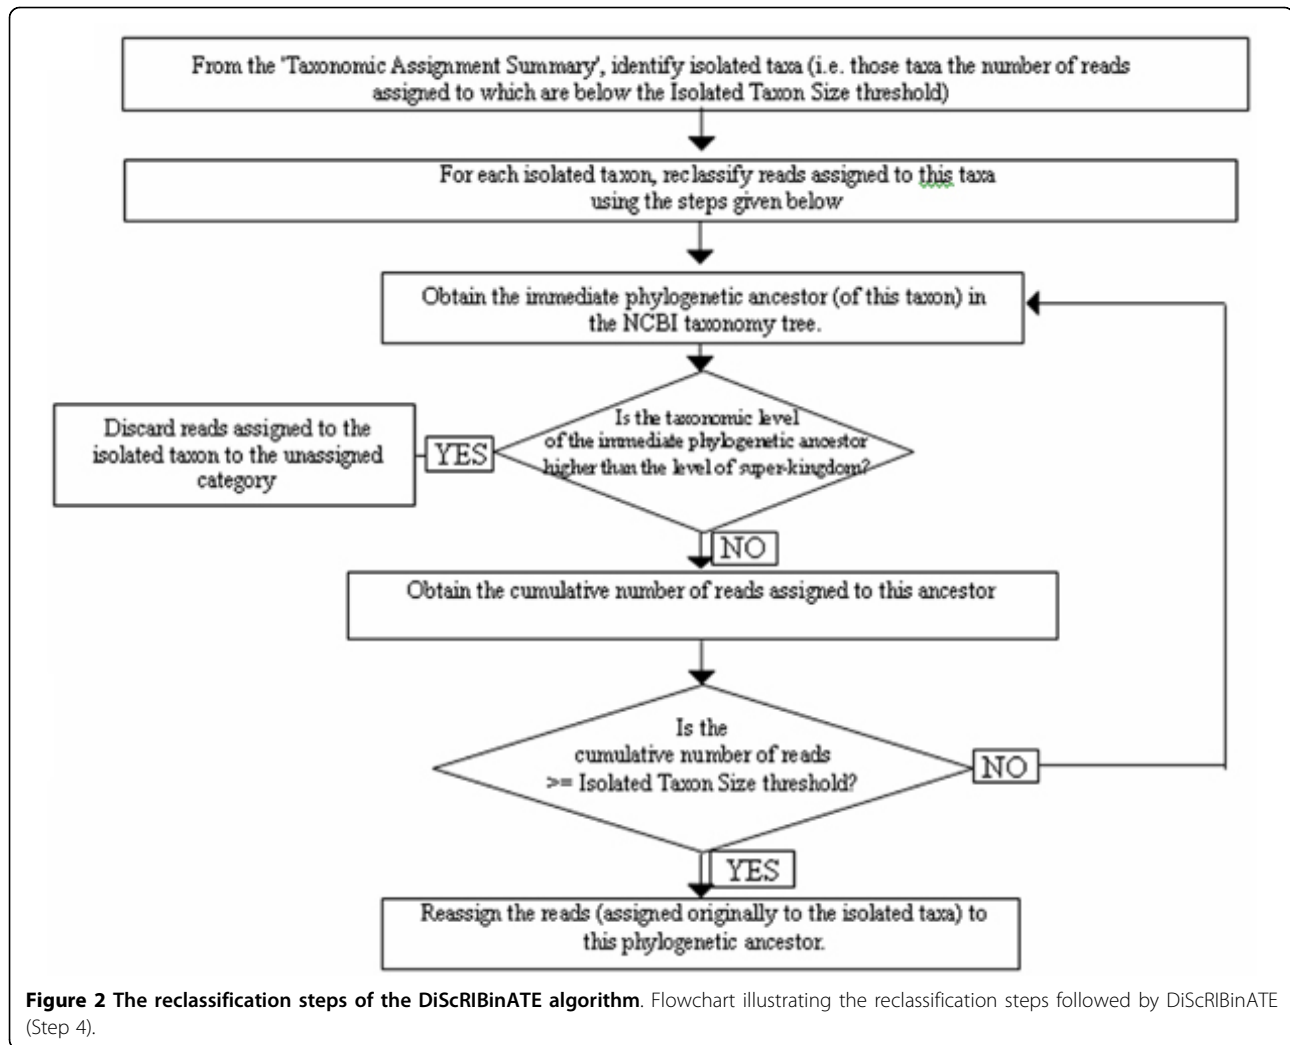 From the 'Taxonomic Assignment Summary', identify isolated taxa (i.e. those taxa the number of reads
assigned to which are below the Isolated Taxon Size threshold)
For each isolated taxon, reclassify reads assigned to this taxa
using the steps given below
Obtain the immediate phylogenetic ancestor (of this taxon) in
the NCBI taxonomy tree.
Is the taxonomic level
of the immediate phylogenetic ancestor
higher than the level of super-kingdom?
YES
Discard reads assigned to the
isolated taxon to the unassigned
category
NO
Obtain the cumulative number of reads assigned to this ancestor
Is the
cumulative number of reads
>= Isolated Taxon Size threshold?
NO
YES
Reassign the reads (assigned originally to the isolated taxa) to
this phylogenetic ancestor.
Figure 2 The reclassification steps of the DiScRIBinATE algorithm. Flowchart illustrating the reclassification steps followed by DiScRIBinATE
(Step 4).